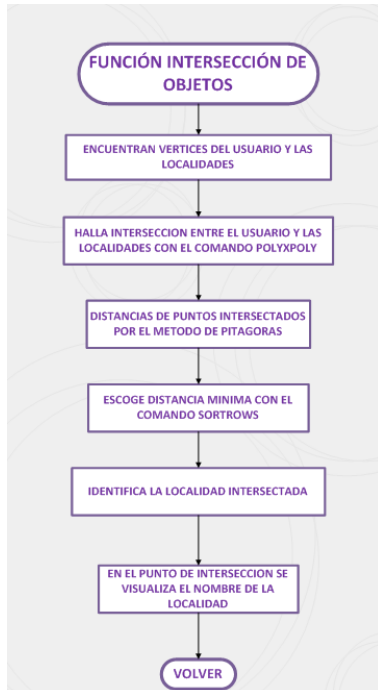 FUNCIÓN INTERSECCIÓN DE
OBJETOS
ENCUENTRAN VERTICES DEL USUARIO Y LAS
LOCALIDADES
HALLA INTERSECCION ENTRE EL USUARIO Y LAS
LOCALIDADES CON EL COMANDO POLYXPOLY
DISTANCIAS DE PUNTOS INTERSECTADOS
POR EL METODO DE PITAGORAS
ESCOGE DISTANCIA MINIMA CON EL
COMANDO SORTROWS
IDENTIFICA LA LOCALIDAD INTERSECTADA
EN EL PUNTO DE INTERSECCION SE
VISUALIZA EL NOMBRE DE LA
LOCALIDAD
VOLVER